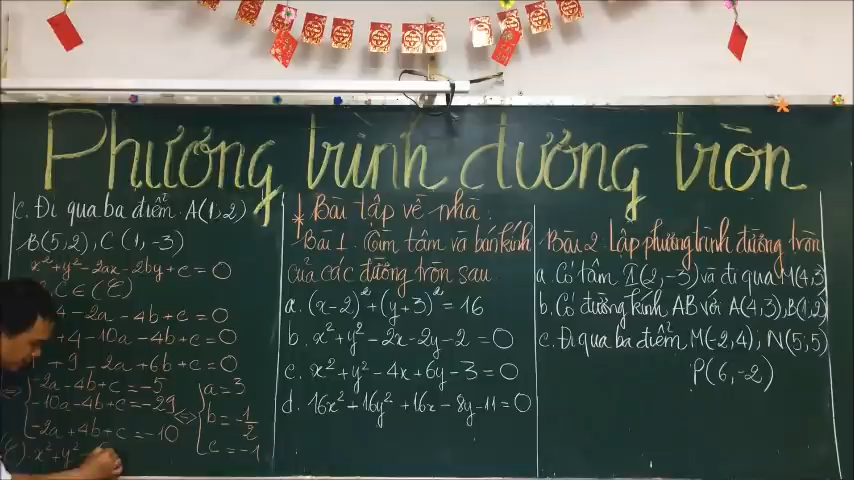 Phương trình đường tròn
c. Đi qua ba điểm A(1,2)
B(5,2), C(1,-3)
x²+y²-2ax-2by+c=0
C ∈ (C)
4-2a-4b+c=0
+4-10a-4b+c=0
+9-2a+6b+c=0
⇔ {-2a-4b+c=-5
-10a-4b+c=-29
-2a+6b+c=-10
⇔ {a=3
b=-1/2
c=-1
(C): x²+y²
* Bài tập về nhà:
Bài 1. Tìm tâm và bán kính
của các đường tròn sau
a. (x-2)²+(y+3)²=16
b. x²+y²-2x-2y-2=0
c. x²+y²-4x+6y-3=0
d. 16x²+16y²+16x-8y-11=0
Bài 2 Lập phương trình đường tròn
a. Có tâm I(2,-3) và đi qua M(4,3)
b. Có đường kính AB với A(4,3), B(1,2)
c. Đi qua ba điểm M(-2,4); N(5;5)
P(6,-2)